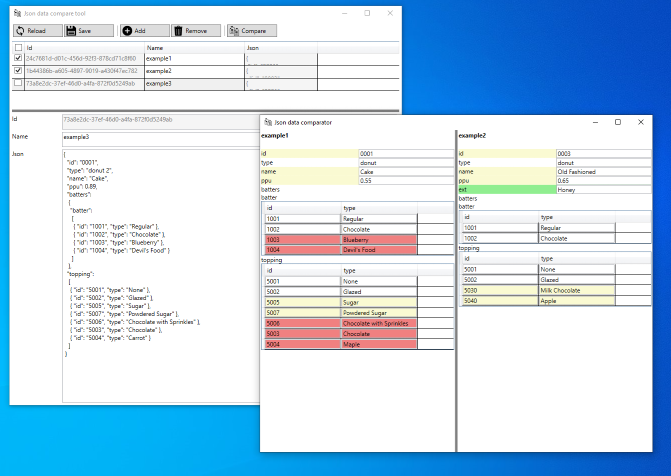 Json data compare tool
Reload Save Add Remove Compare
Id Name Json
24c7681d-d01c-456d-92f3-878cd71c8f60 example1 {
1b44386b-a605-4897-9019-a430f47ec782 example2 {
73a8e2dc-37ef-46d0-a4fa-872f0d5249ab example3 {
Id 73a8e2dc-37ef-46d0-a4fa-872f0d5249ab
Name example3
Json {
"id": "0001",
"type": "donut 2",
"name": "Cake",
"ppu": 0.89,
"batters":
{
"batter":
[
{ "id": "1001", "type": "Regular" },
{ "id": "1002", "type": "Chocolate" },
{ "id": "1003", "type": "Blueberry" },
{ "id": "1004", "type": "Devil's Food" }
]
},
"topping":
[
{ "id": "5001", "type": "None" },
{ "id": "5002", "type": "Glazed" },
{ "id": "5005", "type": "Sugar" },
{ "id": "5007", "type": "Powdered Sugar" },
{ "id": "5006", "type": "Chocolate with Sprinkles" },
{ "id": "5003", "type": "Chocolate" },
{ "id": "5004", "type": "Carrot" }
]
}
Json data comparator
example1
id 0001
type donut
name Cake
ppu 0.55
batters
batter
id type
1001 Regular
1002 Chocolate
1003 Blueberry
1004 Devil's Food
topping
id type
5001 None
5002 Glazed
5005 Sugar
5007 Powdered Sugar
5006 Chocolate with Sprinkles
5003 Chocolate
5004 Maple
example2
id 0003
type donut
name Old Fashioned
ppu 0.65
ext Honey
batters
batter
id type
1001 Regular
1002 Chocolate
topping
id type
5001 None
5002 Glazed
5030 Milk Chocolate
5040 Apple